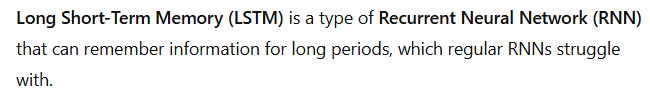 Long Short-Term Memory (LSTM) is a type of Recurrent Neural Network (RNN)
that can remember information for long periods, which regular RNNs struggle
with.